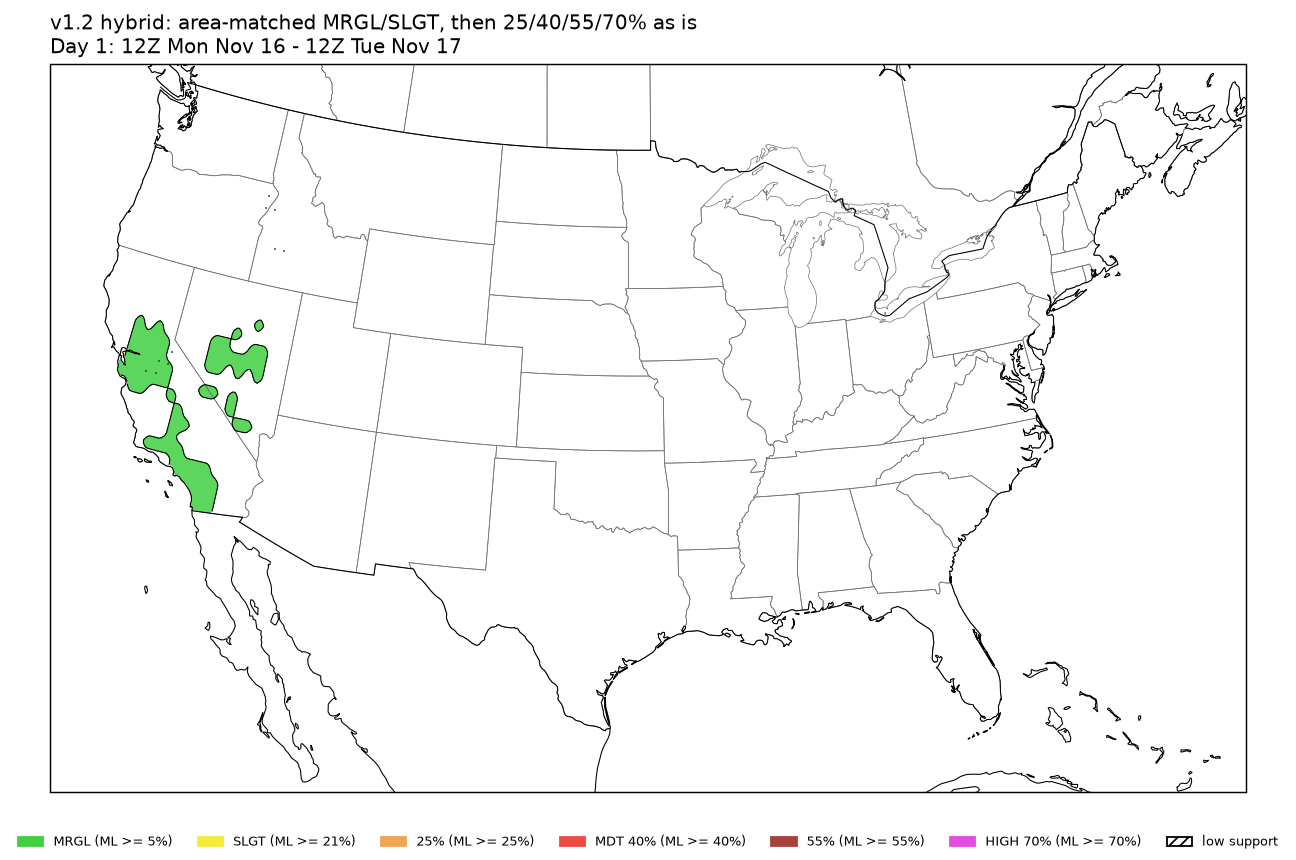 v1.2 hybrid: area-matched MRGL/SLGT, then 25/40/55/70% as is
Day 1: 12Z Mon Nov 16 - 12Z Tue Nov 17
MRGL (ML >= 5%)
SLGT (ML >= 21%)
25% (ML >= 25%)
MDT 40% (ML >= 40%)
55% (ML >= 55%)
HIGH 70% (ML >= 70%)
low support